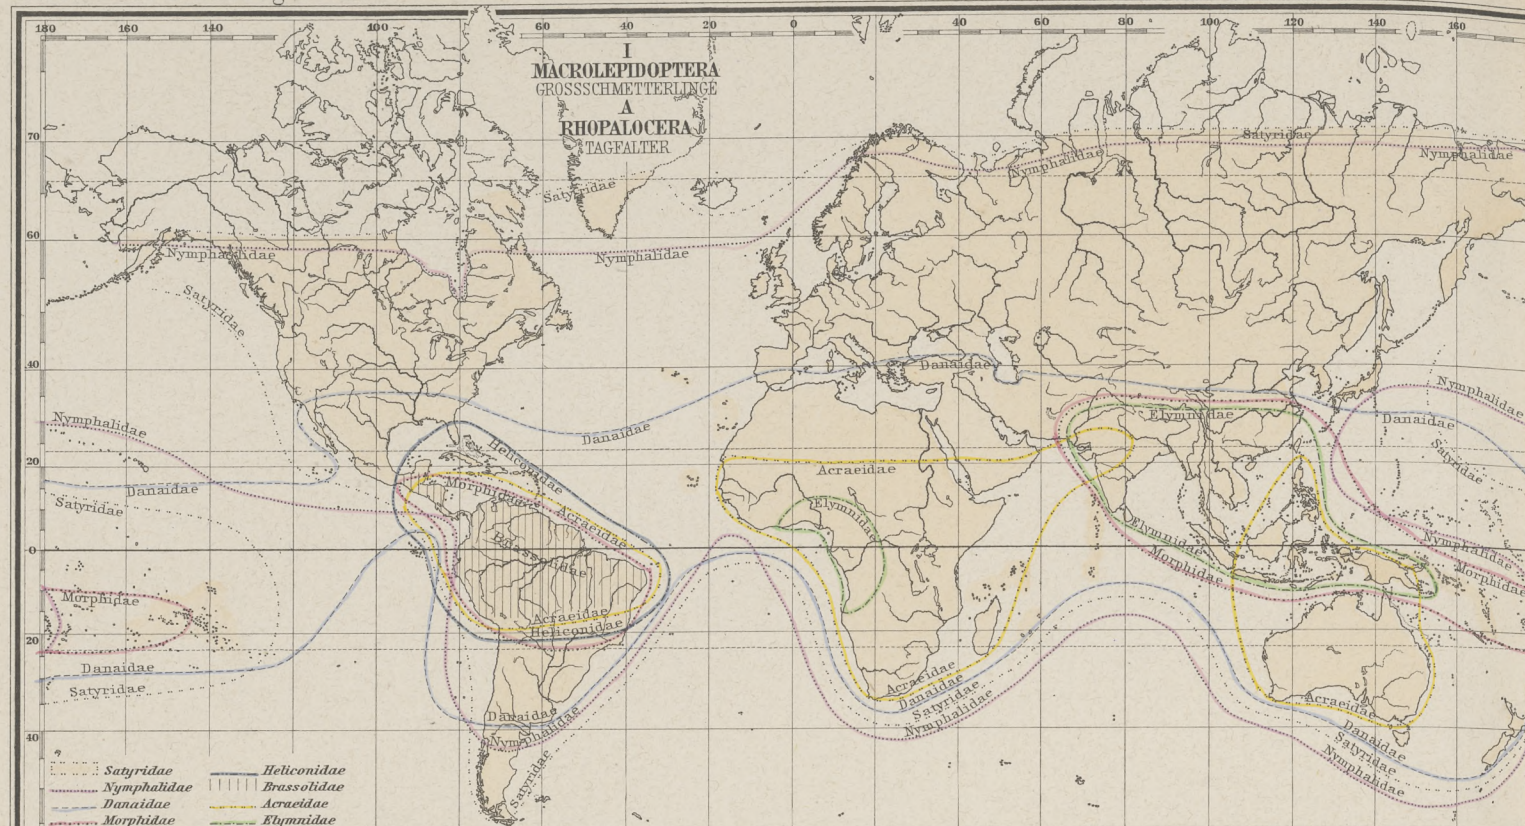 180 160 140 100 60 40 20 0 40 60 80 100 120 140 160
I
MACROLEPIDOPTERA
GROSSSCHMETTERLINGE
A
RHOPALOCERA
TAGFALTER
70
Satyridae
Nymphalidae
Nymphalidae
Satyridae
60
Nymphalidae
Nymphalidae
Satyridae
40
Danaidae
Nymphalidae
Nymphalidae
Danaidae
Elymnidae
Danaidae
Heliconidae
Satyridae
20
Acraeidae
Danaidae
Morphidae
Satyridae
Acraeidae
Elymnidae
Elymnidae
Nymphalidae
0
Brassolidae
Morphidae
Morphidae
Morphidae
Acraeidae
Heliconidae
20
Danaidae
Satyridae
Acraeidae
Danaidae
Satyridae
Nymphalidae
Danaidae
Nymphalidae
Satyridae
Acraeidae
Danaidae
Satyridae
Nymphalidae
40
Satyridae Heliconidae
Nymphalidae Brassolidae
Danaidae Acraeidae
Morphidae Elymnidae